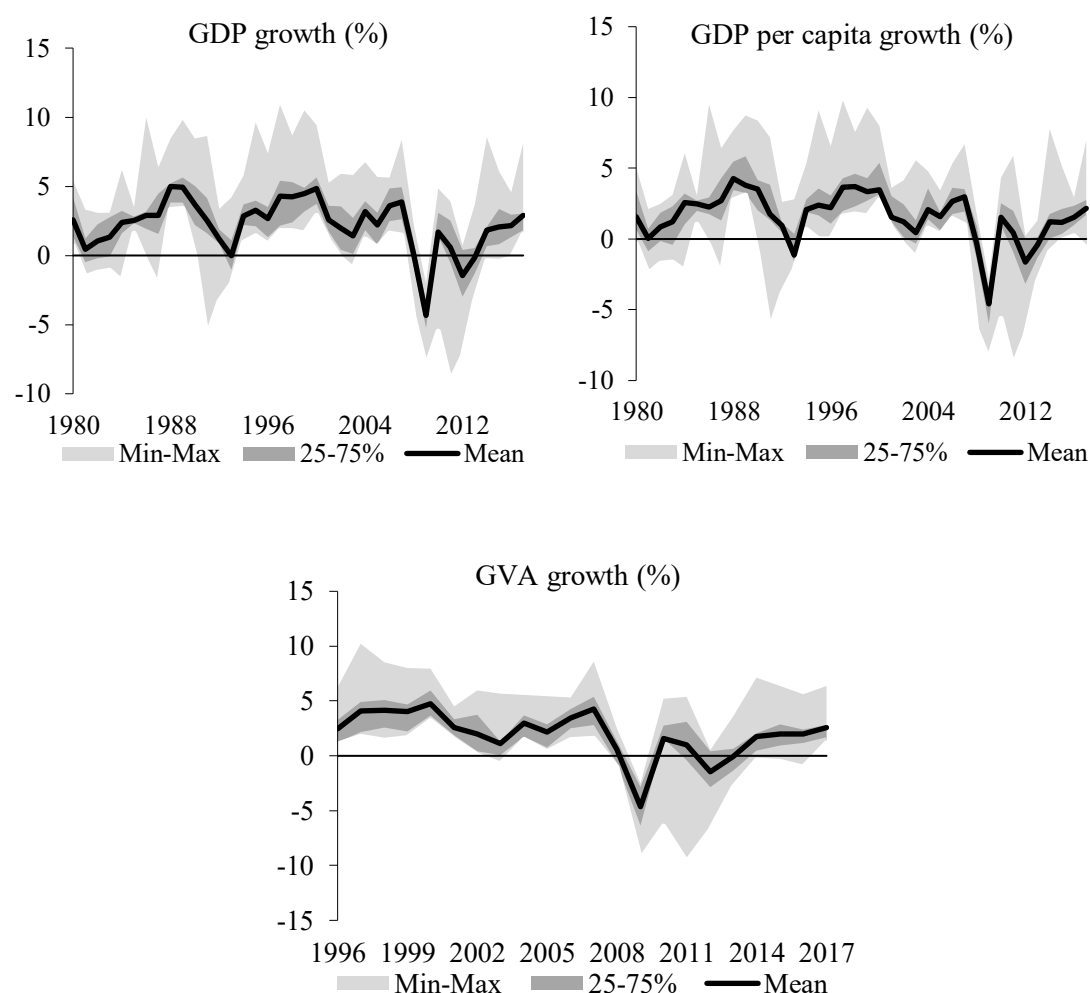 GDP growth (%)
15
10
5
0
-5
-10
1980 1988 1996 2004 2012
Min-Max 25-75% Mean
GDP per capita growth (%)
15
10
5
0
-5
-10
1980 1988 1996 2004 2012
Min-Max 25-75% Mean
GVA growth (%)
15
10
5
0
-5
-10
-15
1996 1999 2002 2005 2008 2011 2014 2017
Min-Max 25-75% Mean